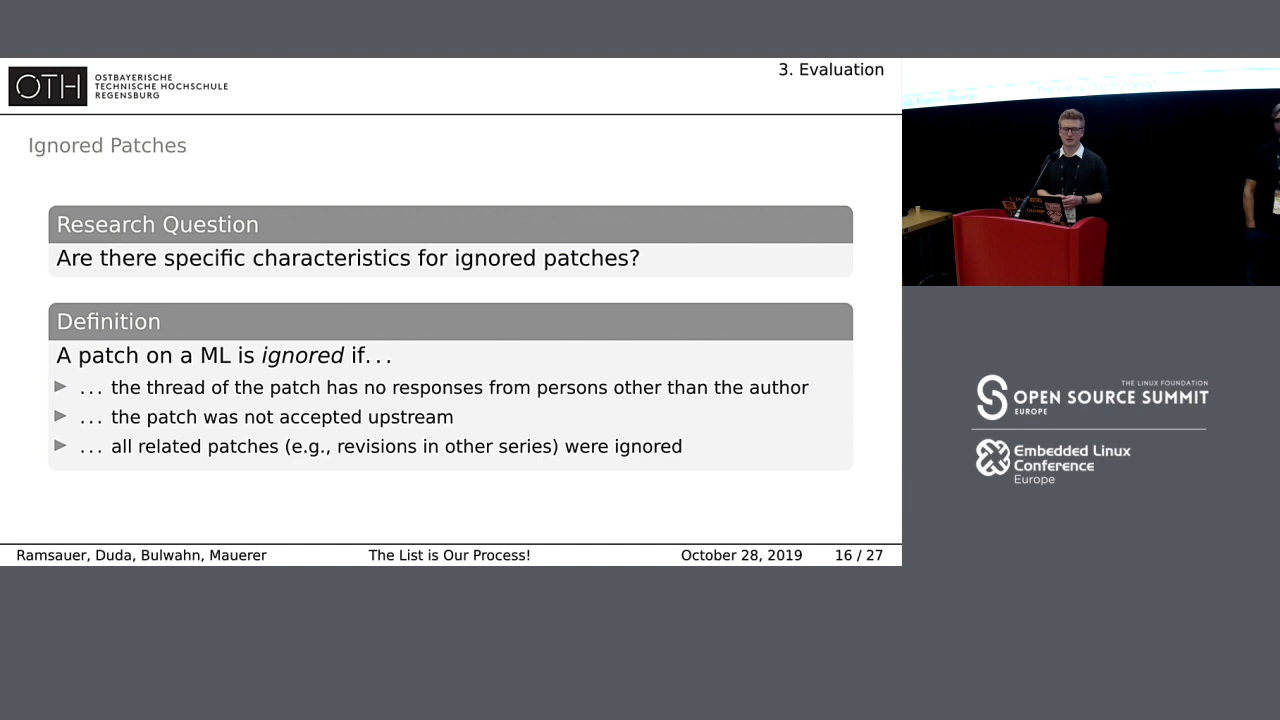 OTH
OSTBAYERISCHE
TECHNISCHE HOCHSCHULE
REGENSBURG
3. Evaluation
Ignored Patches
Research Question
Are there specific characteristics for ignored patches?
Definition
A patch on a ML is ignored if...
... the thread of the patch has no responses from persons other than the author
... the patch was not accepted upstream
... all related patches (e.g., revisions in other series) were ignored
Ramsauer, Duda, Bulwahn, Mauerer
The List is Our Process!
October 28, 2019
16 / 27
THE LINUX FOUNDATION
OPEN SOURCE SUMMIT
EUROPE
Embedded Linux
Conference
Europe